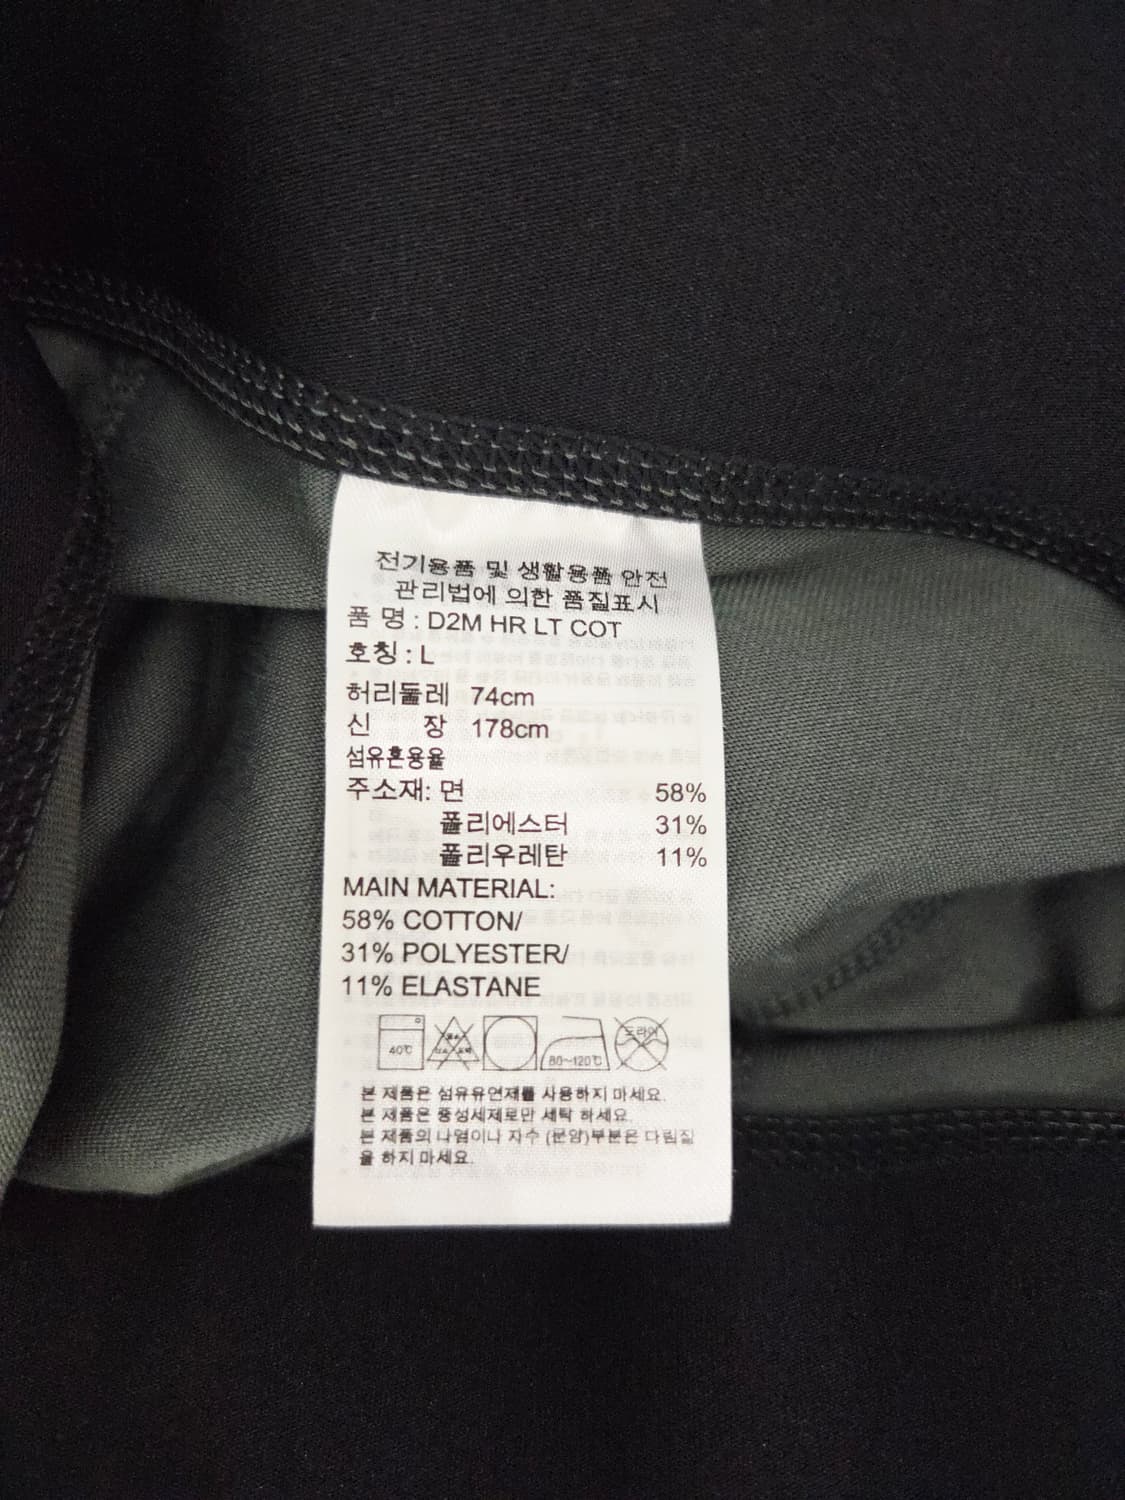 전기용품 및 생활용품 안전
관리법에 의한 품질표시
품 명 : D2M HR LT COT
호칭 : L
허리둘레 74cm
신 장 178cm
섬유혼용율
주소재: 면 58%
폴리에스터 31%
폴리우레탄 11%
MAIN MATERIAL:
58% COTTON/
31% POLYESTER/
11% ELASTANE
40℃ 80~120℃ 드라이
본 제품은 섬유유연재를 사용하지 마세요.
본 제품은 중성세제로만 세탁 하세요.
본 제품의 나염이나 자수 (문양)부분은 다림질
을 하지 마세요.